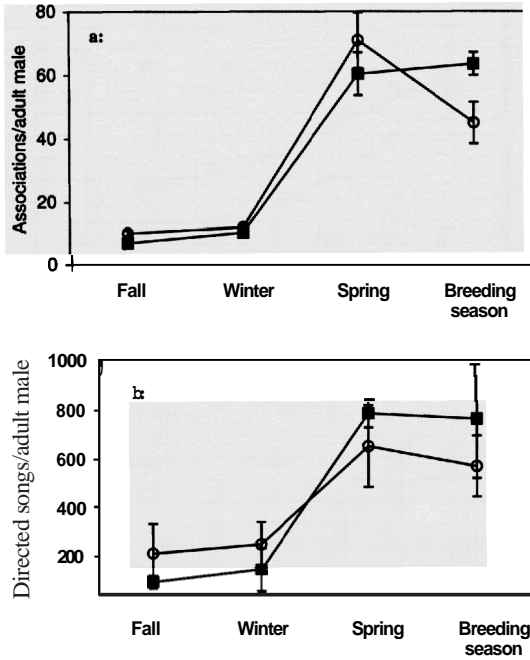 a:
Associations/adult male
80
60
40
20
0
Fall Winter Spring Breeding
season
b:
Directed songs/adult male
1000
800
600
400
200
Fall Winter Spring Breeding
season